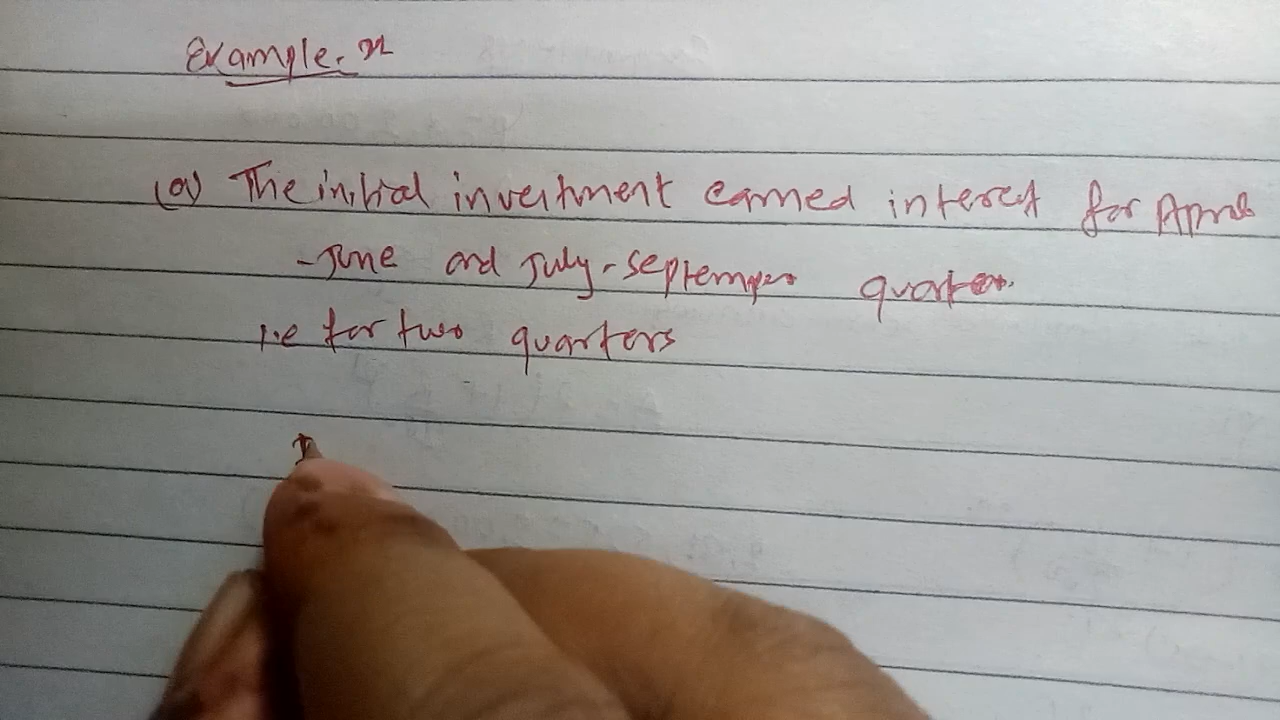 Example:
(a) The initial investment earned interest for April
-June and July-September quarter.
i.e for two quarters